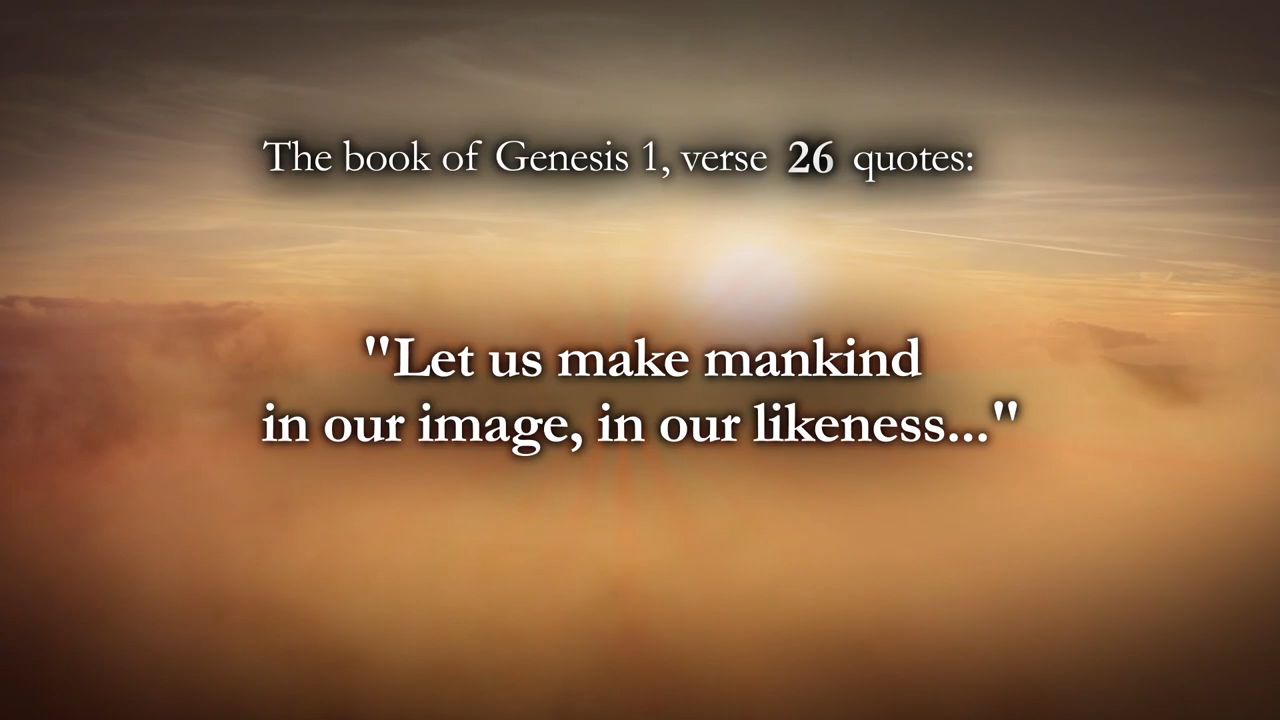 The book of Genesis 1, verse 26 quotes:
"Let us make mankind
in our image, in our likeness..."